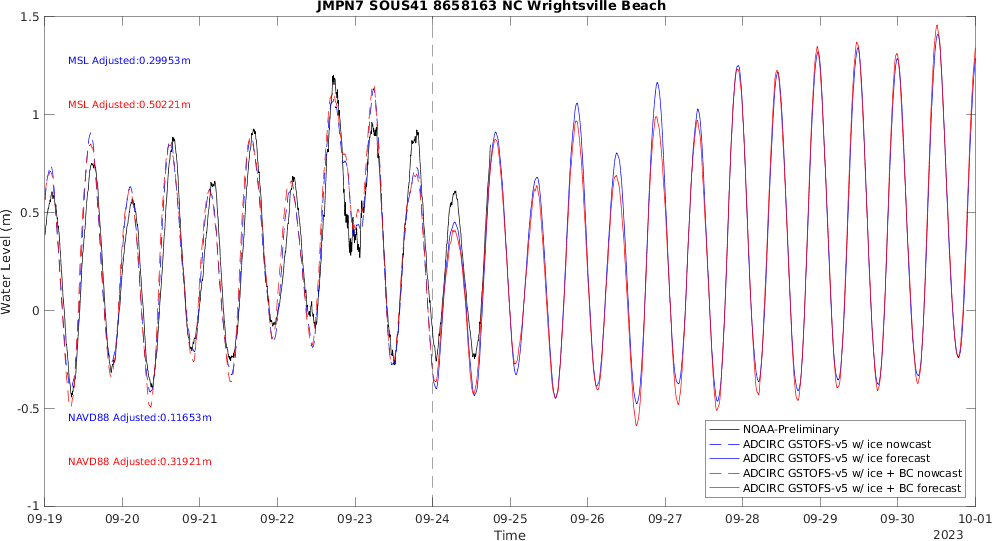 JMPN7 SOUS41 8658163 NC Wrightsville Beach
1.5
1
0.5
0
-0.5
-1
Water Level (m)
MSL Adjusted:0.29953m
MSL Adjusted:0.50221m
NAVD88 Adjusted:0.11653m
NAVD88 Adjusted:0.31921m
NOAA-Preliminary
ADCIRC GSTOFS-v5 w/ ice nowcast
ADCIRC GSTOFS-v5 w/ ice forecast
ADCIRC GSTOFS-v5 w/ ice + BC nowcast
ADCIRC GSTOFS-v5 w/ ice + BC forecast
09-19 09-20 09-21 09-22 09-23 09-24 09-25 09-26 09-27 09-28 09-29 09-30 10-01
Time
2023